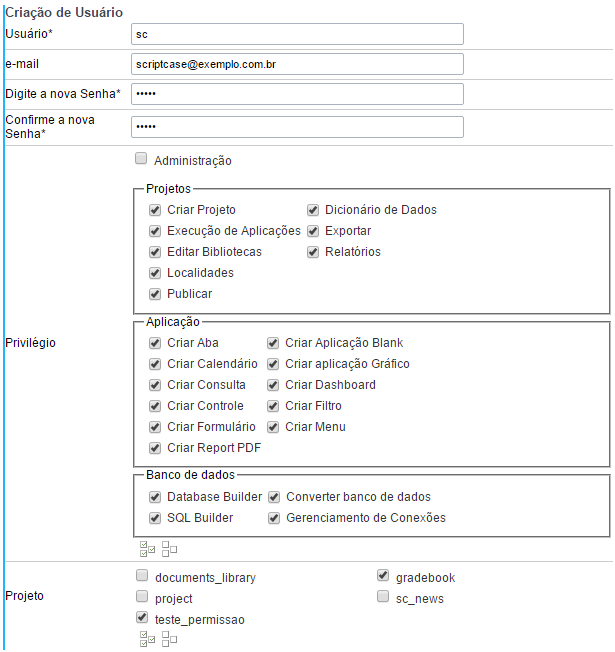 Criação de Usuário
Usuário* sc
e-mail scriptcase@exemplo.com.br
Digite a nova Senha* •••••
Confirme a nova
Senha* •••••
Administração
Projetos
Criar Projeto Dicionário de Dados
Execução de Aplicações Exportar
Editar Bibliotecas Relatórios
Localidades
Publicar
Privilégio
Aplicação
Criar Aba Criar Aplicação Blank
Criar Calendário Criar aplicação Gráfico
Criar Consulta Criar Dashboard
Criar Controle Criar Filtro
Criar Formulário Criar Menu
Criar Report PDF
Banco de dados
Database Builder Converter banco de dados
SQL Builder Gerenciamento de Conexões
Projeto
documents_library gradebook
project sc_news
teste_permissao